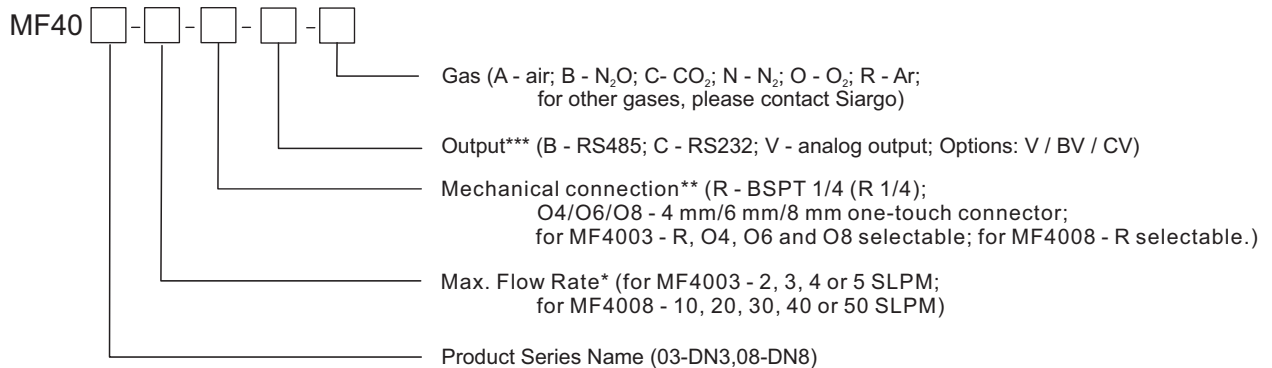 MF40 - - - -
Gas (A - air; B - N₂O; C- CO₂; N - N₂; O - O₂; R - Ar;
for other gases, please contact Siargo)
Output*** (B - RS485; C - RS232; V - analog output; Options: V / BV / CV)
Mechanical connection** (R - BSPT 1/4 (R 1/4);
O4/O6/O8 - 4 mm/6 mm/8 mm one-touch connector;
for MF4003 - R, O4, O6 and O8 selectable; for MF4008 - R selectable.)
Max. Flow Rate* (for MF4003 - 2, 3, 4 or 5 SLPM;
for MF4008 - 10, 20, 30, 40 or 50 SLPM)
Product Series Name (03-DN3,08-DN8)